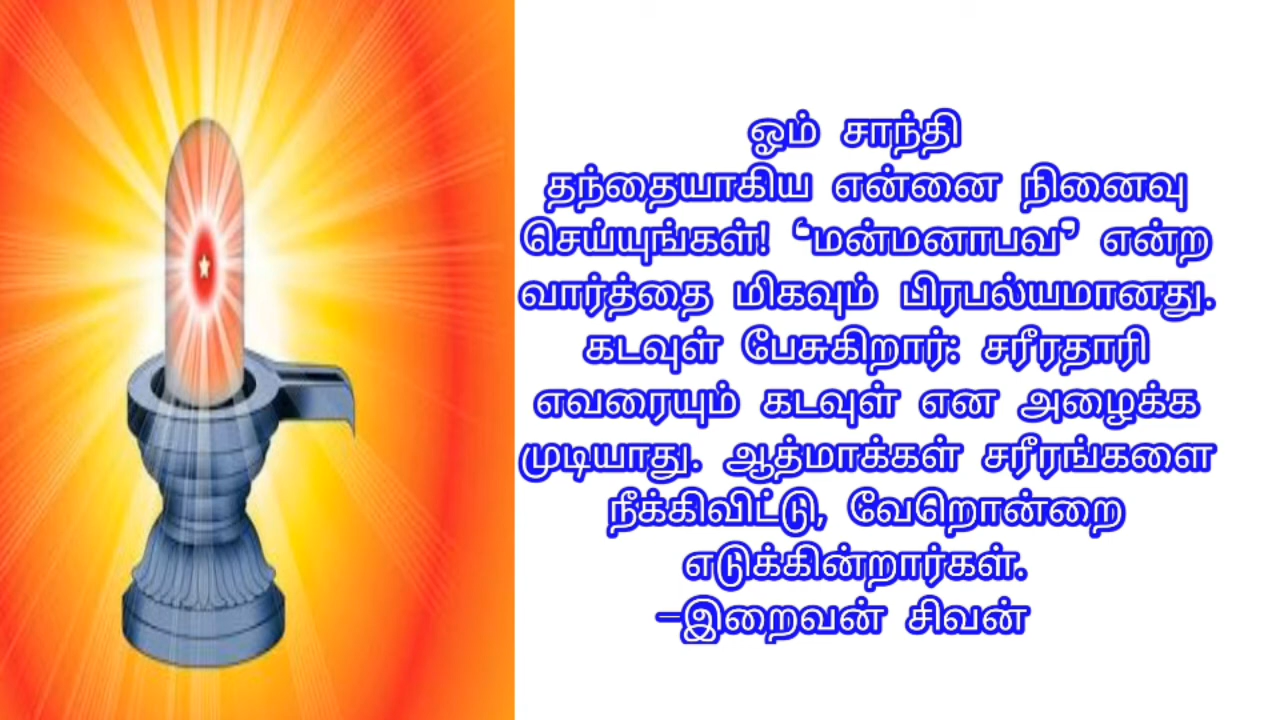 ஓம் சாந்தி
தந்தையாகிய என்னை நினைவு
செய்யுங்கள்! ‘மன்மனாபவ’ என்ற
வார்த்தை மிகவும் பிரபல்யமானது.
கடவுள் பேசுகிறார்: சரீரதாரி
எவரையும் கடவுள் என அழைக்க
முடியாது. ஆத்மாக்கள் சரீரங்களை
நீக்கிவிட்டு, வேறொன்றை
எடுக்கின்றார்கள்.
-இறைவன் சிவன்